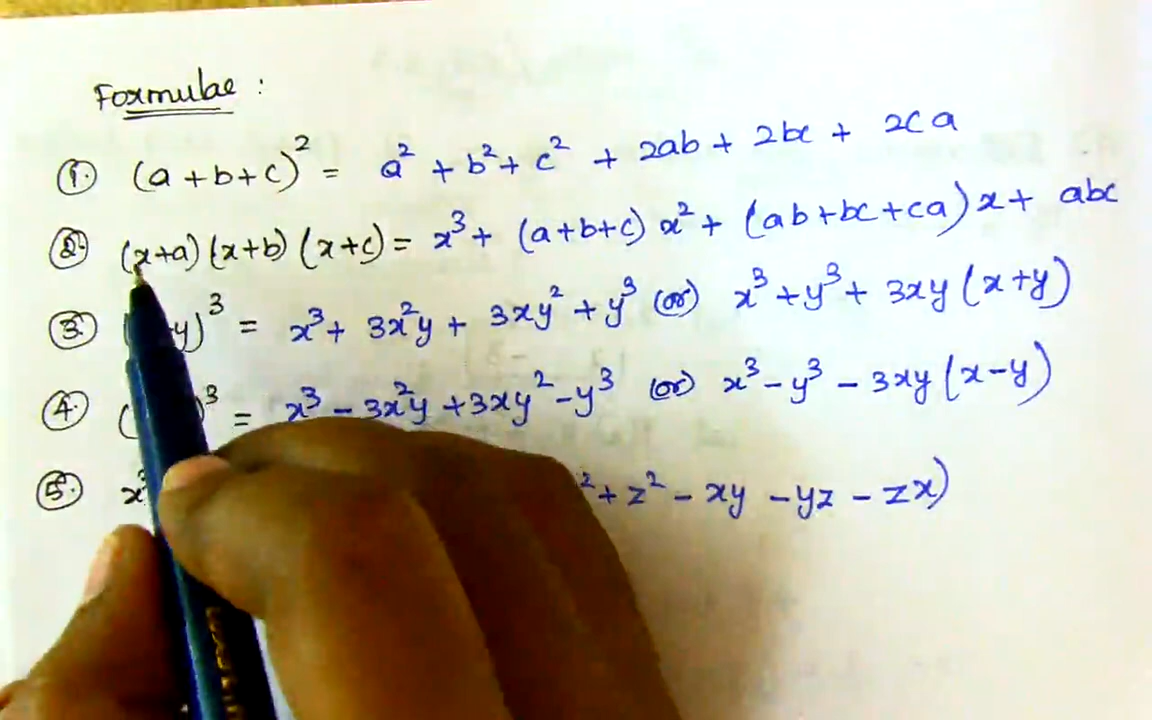 Formulae :
①. (a+b+c)² = a² + b² + c² + 2ab + 2bc + 2ca
②. (x+a)(x+b)(x+c) = x³ + (a+b+c) x² + (ab+bc+ca)x + abc
③. ( y)³ = x³ + 3x²y + 3xy² + y³ (or) x³ + y³ + 3xy (x+y)
④. ( )³ = x³ - 3x²y + 3xy² - y³ (or) x³ - y³ - 3xy (x-y)
⑤. x³ ² + z² - xy - yz - zx)